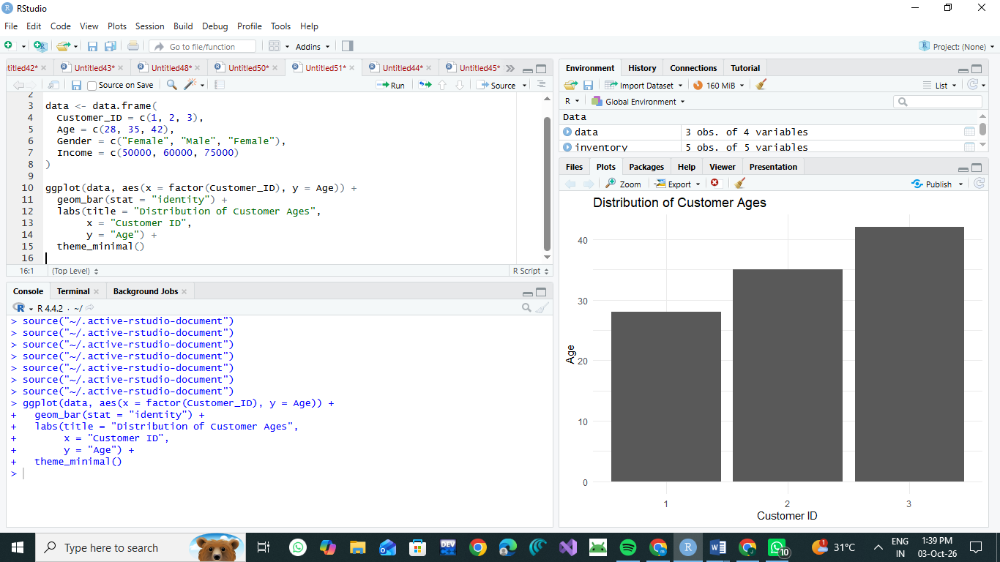 RStudio
File Edit Code View Plots Session Build Debug Profile Tools Help
Go to file/function Addins Project: (None)
ntitled42* Untitled43* Untitled48* Untitled50* Untitled51* Untitled44* Untitled45*
Source on Save Run Source
2
3 data <- data.frame(
4   Customer_ID = c(1, 2, 3),
5   Age = c(28, 35, 42),
6   Gender = c("Female", "Male", "Female"),
7   Income = c(50000, 60000, 75000)
8 )
9
10 ggplot(data, aes(x = factor(Customer_ID), y = Age)) +
11   geom_bar(stat = "identity") +
12   labs(title = "Distribution of Customer Ages",
13        x = "Customer ID",
14        y = "Age") +
15   theme_minimal()
16
16:1 (Top Level) R Script
Console Terminal Background Jobs
R R 4.4.2 · ~/
> source("~/.active-rstudio-document")
> source("~/.active-rstudio-document")
> source("~/.active-rstudio-document")
> source("~/.active-rstudio-document")
> source("~/.active-rstudio-document")
> source("~/.active-rstudio-document")
> source("~/.active-rstudio-document")
> ggplot(data, aes(x = factor(Customer_ID), y = Age)) +
+   geom_bar(stat = "identity") +
+   labs(title = "Distribution of Customer Ages",
+        x = "Customer ID",
+        y = "Age") +
+   theme_minimal()
>
Environment History Connections Tutorial
Import Dataset 160 MiB List
R Global Environment
Data
data 3 obs. of 4 variables
inventory 5 obs. of 5 variables
Files Plots Packages Help Viewer Presentation
Zoom Export Publish
Distribution of Customer Ages
40
30
20
10
0
Age
1 2 3
Customer ID
Type here to search DEV R W 10 1 31°C ENG IN 1:39 PM 03-Oct-26